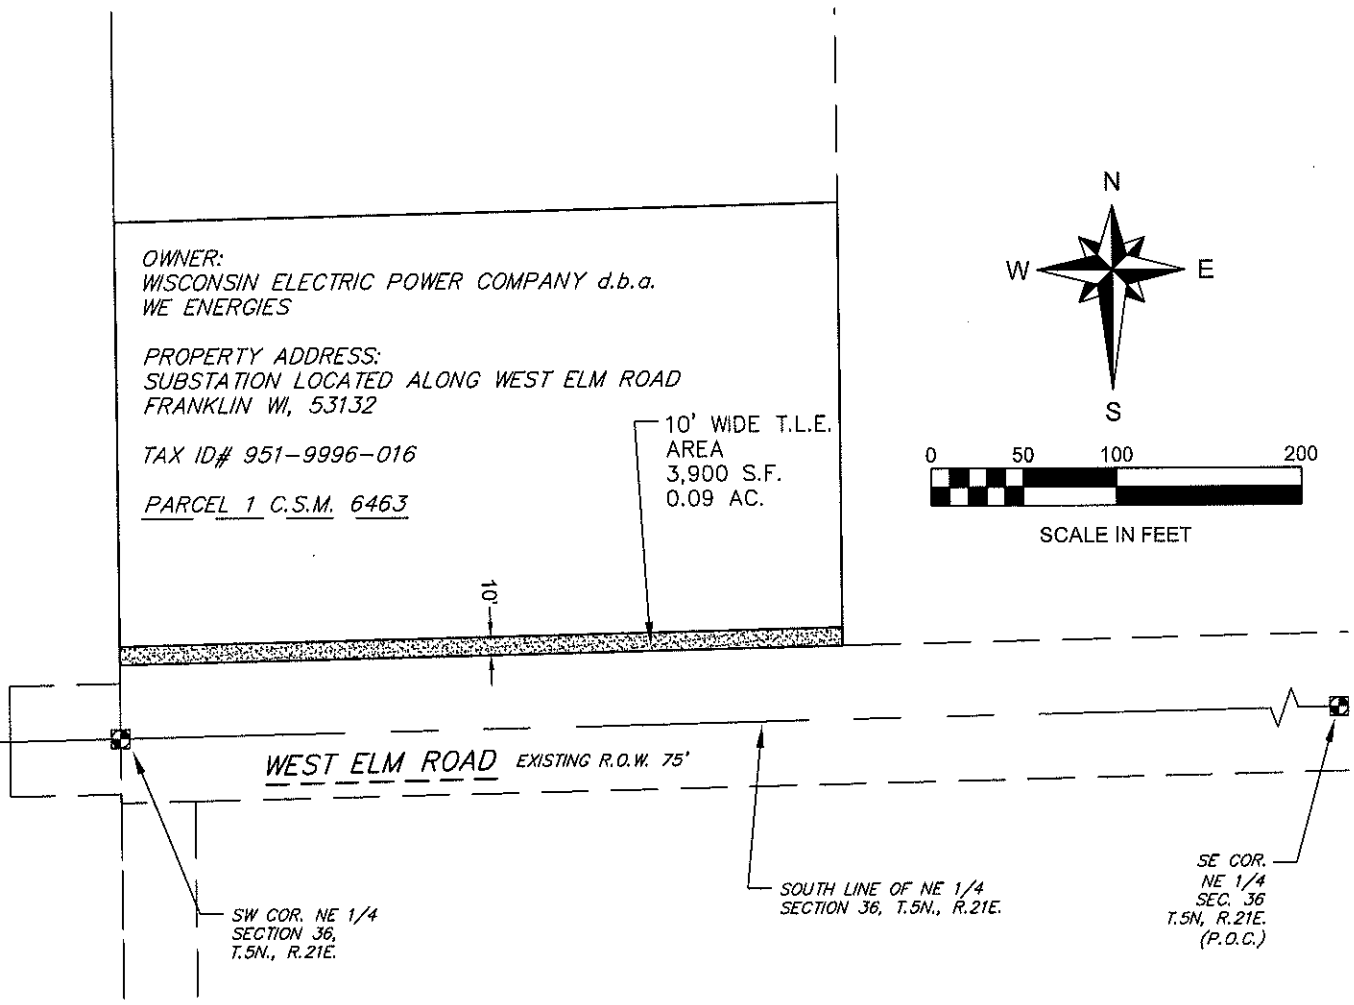 OWNER:
WISCONSIN ELECTRIC POWER COMPANY d.b.a.
WE ENERGIES
PROPERTY ADDRESS:
SUBSTATION LOCATED ALONG WEST ELM ROAD
FRANKLIN WI, 53132
TAX ID# 951-9996-016
PARCEL 1 C.S.M. 6463
10' WIDE T.L.E.
AREA
3,900 S.F.
0.09 AC.
N
W
E
S
0 50 100 200
SCALE IN FEET
10'
WEST ELM ROAD EXISTING R.O.W. 75'
SW COR. NE 1/4
SECTION 36,
T.5N., R.21E.
SOUTH LINE OF NE 1/4
SECTION 36, T.5N., R.21E.
SE COR.
NE 1/4
SEC. 36
T.5N, R.21E.
(P.O.C.)